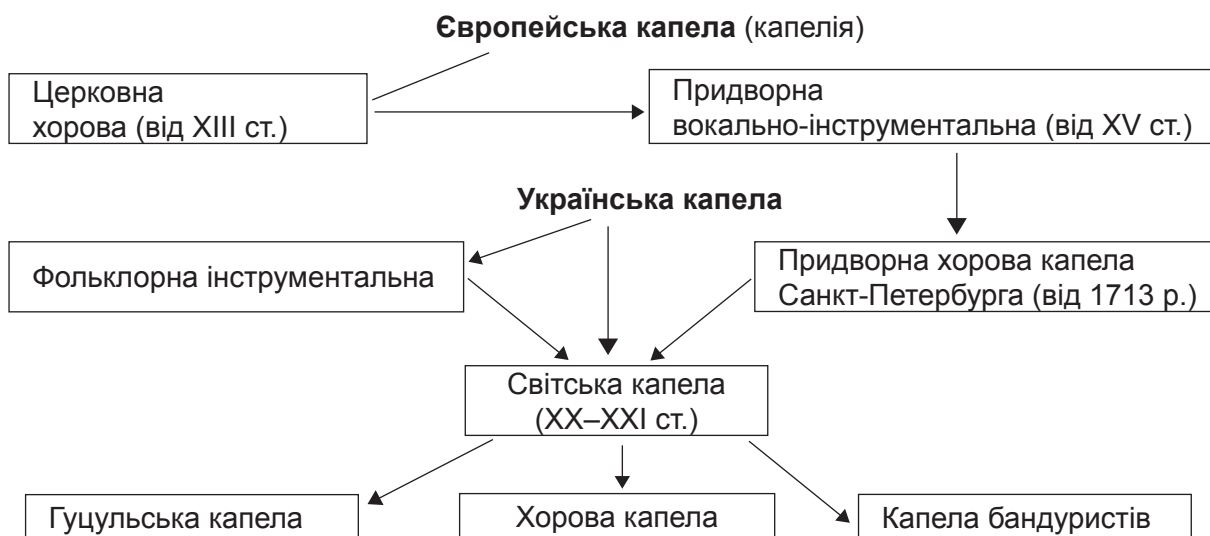 Європейська капела (капелія)
Церковна
хорова (від XIII ст.)
Придворна
вокально-інструментальна (від XV ст.)
Українська капела
Фольклорна інструментальна
Придворна хорова капела
Санкт-Петербурга (від 1713 р.)
Світська капела
(XX–XXI ст.)
Гуцульська капела
Хорова капела
Капела бандуристів